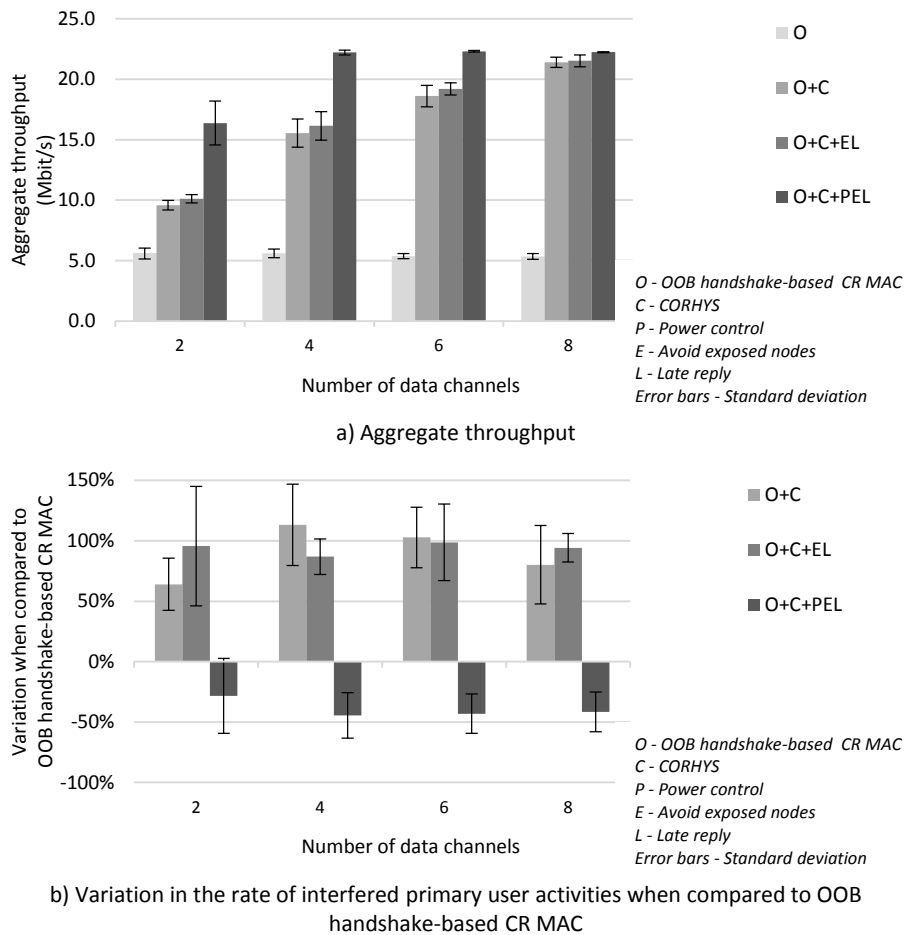 25.0
20.0
15.0
10.0
5.0
0.0
Aggregate throughput
(Mbit/s)
2
4
6
8
Number of data channels
O
O+C
O+C+EL
O+C+PEL
O - OOB handshake-based CR MAC
C - CORHYS
P - Power control
E - Avoid exposed nodes
L - Late reply
Error bars - Standard deviation
a) Aggregate throughput
150%
100%
50%
0%
-50%
-100%
Variation when compared to
OOB handshake-based CR MAC
2
4
6
8
Number of data channels
O+C
O+C+EL
O+C+PEL
O - OOB handshake-based CR MAC
C - CORHYS
P - Power control
E - Avoid exposed nodes
L - Late reply
Error bars - Standard deviation
b) Variation in the rate of interfered primary user activities when compared to OOB
handshake-based CR MAC